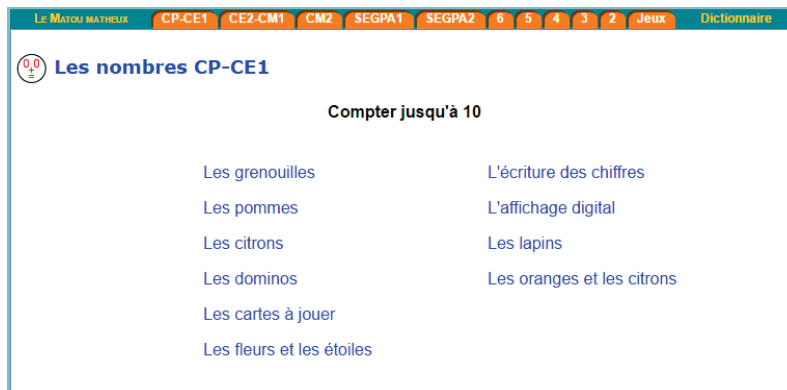 LE MATOU MATHEUX CP-CE1 CE2-CM1 CM2 SEGPA1 SEGPA2 6 5 4 3 2 Jeux Dictionnaire
Les nombres CP-CE1
Compter jusqu'à 10
Les grenouilles
Les pommes
Les citrons
Les dominos
Les cartes à jouer
Les fleurs et les étoiles
L'écriture des chiffres
L'affichage digital
Les lapins
Les oranges et les citrons